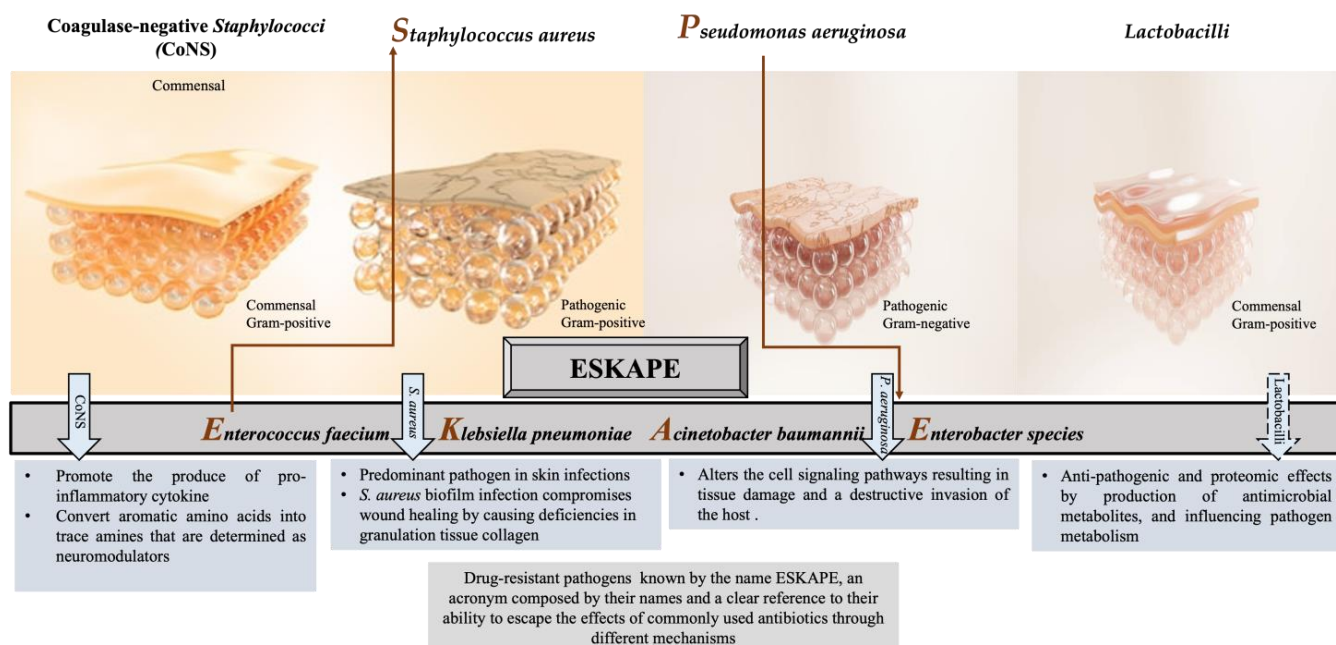 Coagulase-negative Staphylococci
(CoNS)
Staphylococcus aureus
Pseudomonas aeruginosa
Lactobacilli
Commensal
Commensal
Gram-positive
Pathogenic
Gram-positive
Pathogenic
Gram-negative
Commensal
Gram-positive
ESKAPE
CoNS
S. aureus
P. aeruginosa
Lactobacilli
Enterococcus faecium
Klebsiella pneumoniae
Acinetobacter baumannii
Enterobacter species
• Promote the produce of pro-
inflammatory cytokine
• Convert aromatic amino acids into
trace amines that are determined as
neuromodulators
• Predominant pathogen in skin infections
• S. aureus biofilm infection compromises
wound healing by causing deficiencies in
granulation tissue collagen
• Alters the cell signaling pathways resulting in
tissue damage and a destructive invasion of
the host .
• Anti-pathogenic and proteomic effects
by production of antimicrobial
metabolites, and influencing pathogen
metabolism
Drug-resistant pathogens known by the name ESKAPE, an
acronym composed by their names and a clear reference to their
ability to escape the effects of commonly used antibiotics through
different mechanisms